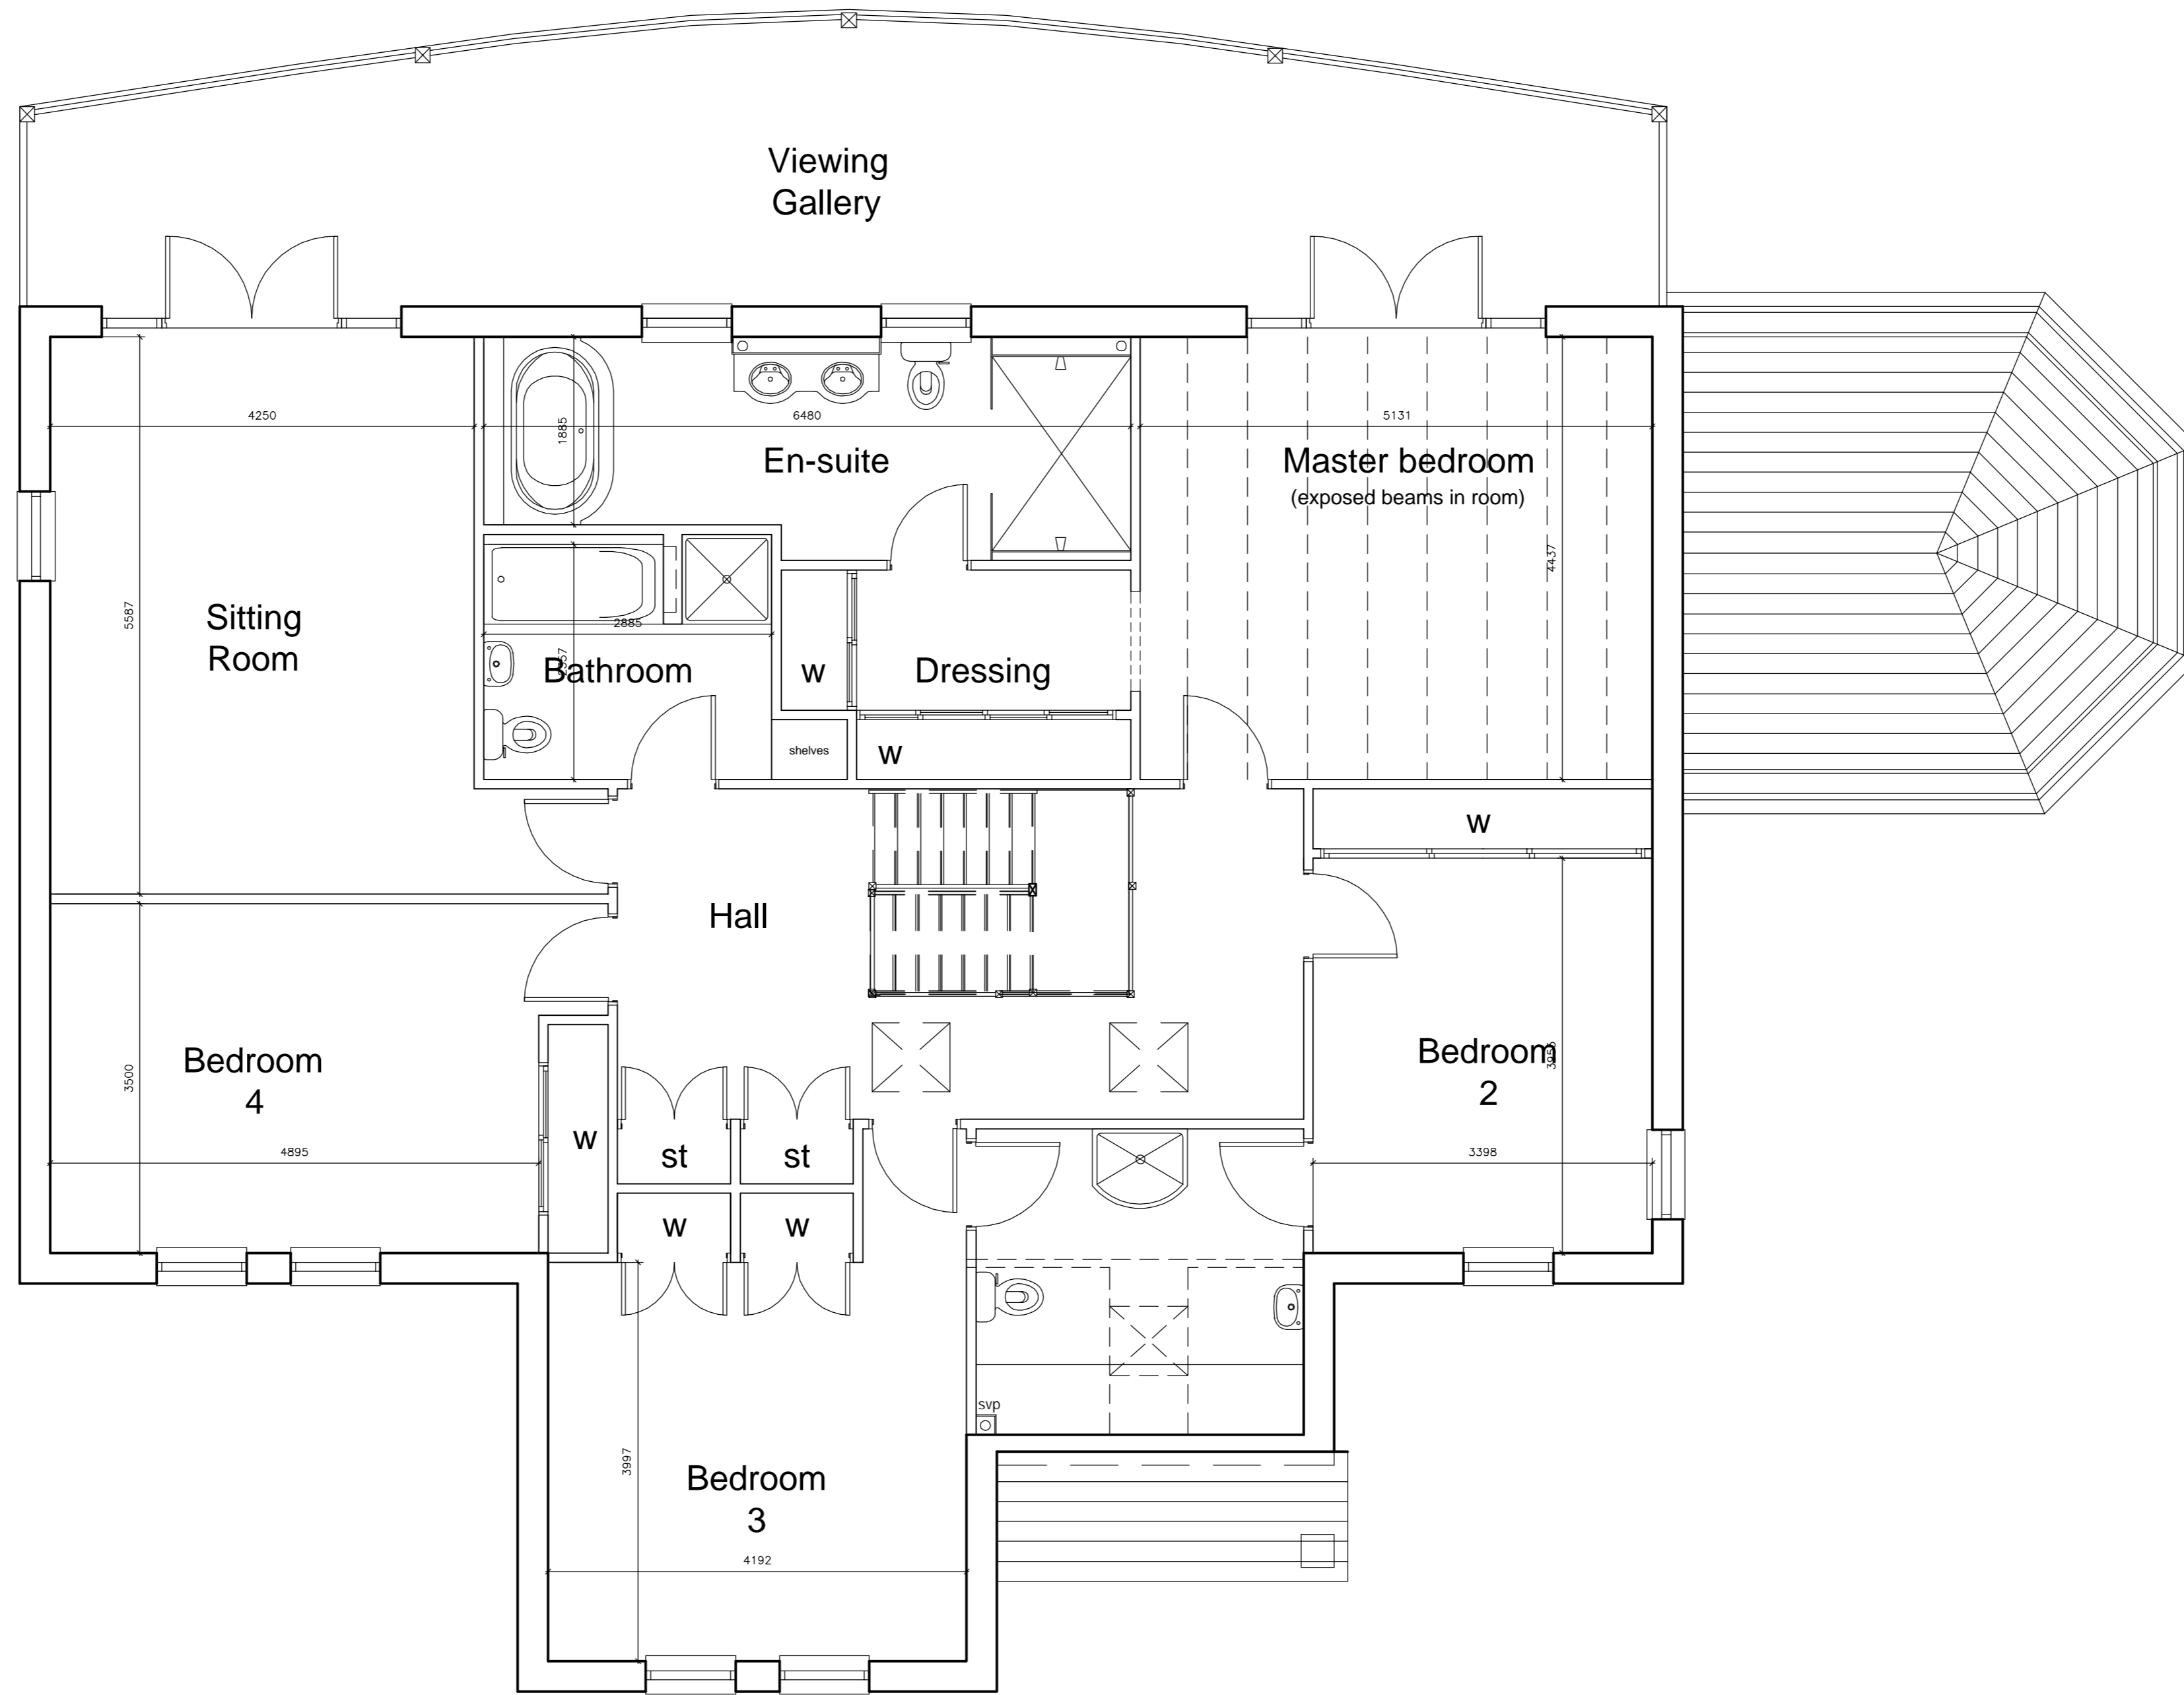 Viewing
Gallery
4250
6480
5131
1885
En-suite
Master bedroom
(exposed beams in room)
4437
5587
Sitting
Room
2885
Bathroom
w
Dressing
shelves
w
w
Hall
Bedroom
4
3500
Bedroom
2
w
st
st
4895
3398
w
w
svp
3997
Bedroom
3
4192